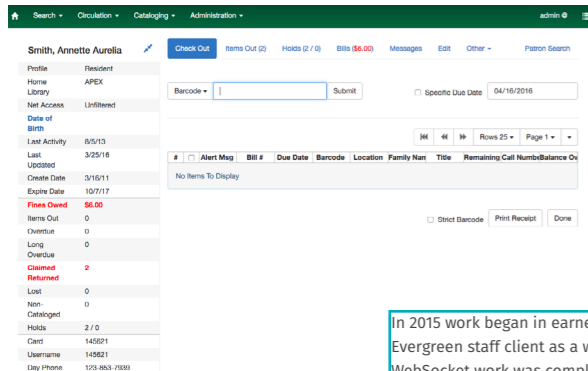 Search Circulation Cataloging Administration admin @
Smith, Annette Aurelia Check Out Items Out (2) Holds (2 / 0) Bills ($6.00) Messages Edit Other Patron Search
Profile Resident
Home Library APEX
Barcode Submit Specific Due Date 04/16/2016
Net Access Unfiltered
Date of Birth
Last Activity 8/5/13
Rows 25 Page 1
Last Updated 3/25/16
# Alert Msg Bill # Due Date Barcode Location Family Nam Title Remaining Call Numbe Balance Ow
Create Date 3/16/11
No Items To Display
Expire Date 10/7/17
Fines Owed $6.00
Items Out 0
Strict Barcode Print Receipt Done
Overdue 0
Long Overdue 0
Claimed Returned 2
Lost 0
Non-Cataloged 0
Holds 2 / 0
Card 145621
Username 145621
Day Phone 123-853-7939
In 2015 work began in earne
Evergreen staff client as a w
WebSocket work was compl